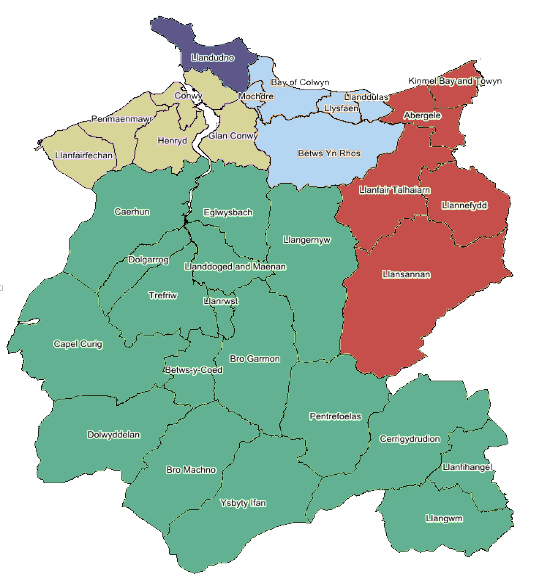 Llandudno
Kinmel Bay and Towyn
Bay of Colwyn
Conwy
Mochdre
Llanddulas
Llysfaen
Abergele
Penmaenmawr
Henryd
Glan Conwy
Llanfairfechan
Betws Yn Rhos
Llanfair Talhaiarn
Llannefydd
Caerhun
Eglwysbach
Llangernyw
Dolgarrog
Llanddoged and Maenan
Llansannan
Trefriw
Llanrwst
Capel Curig
Bro Garmon
Betws-y-Coed
Pentrefoelas
Dolwyddelan
Cerrigydrudion
Bro Machno
Llanfihangel
Ysbyty Ifan
Llangwm